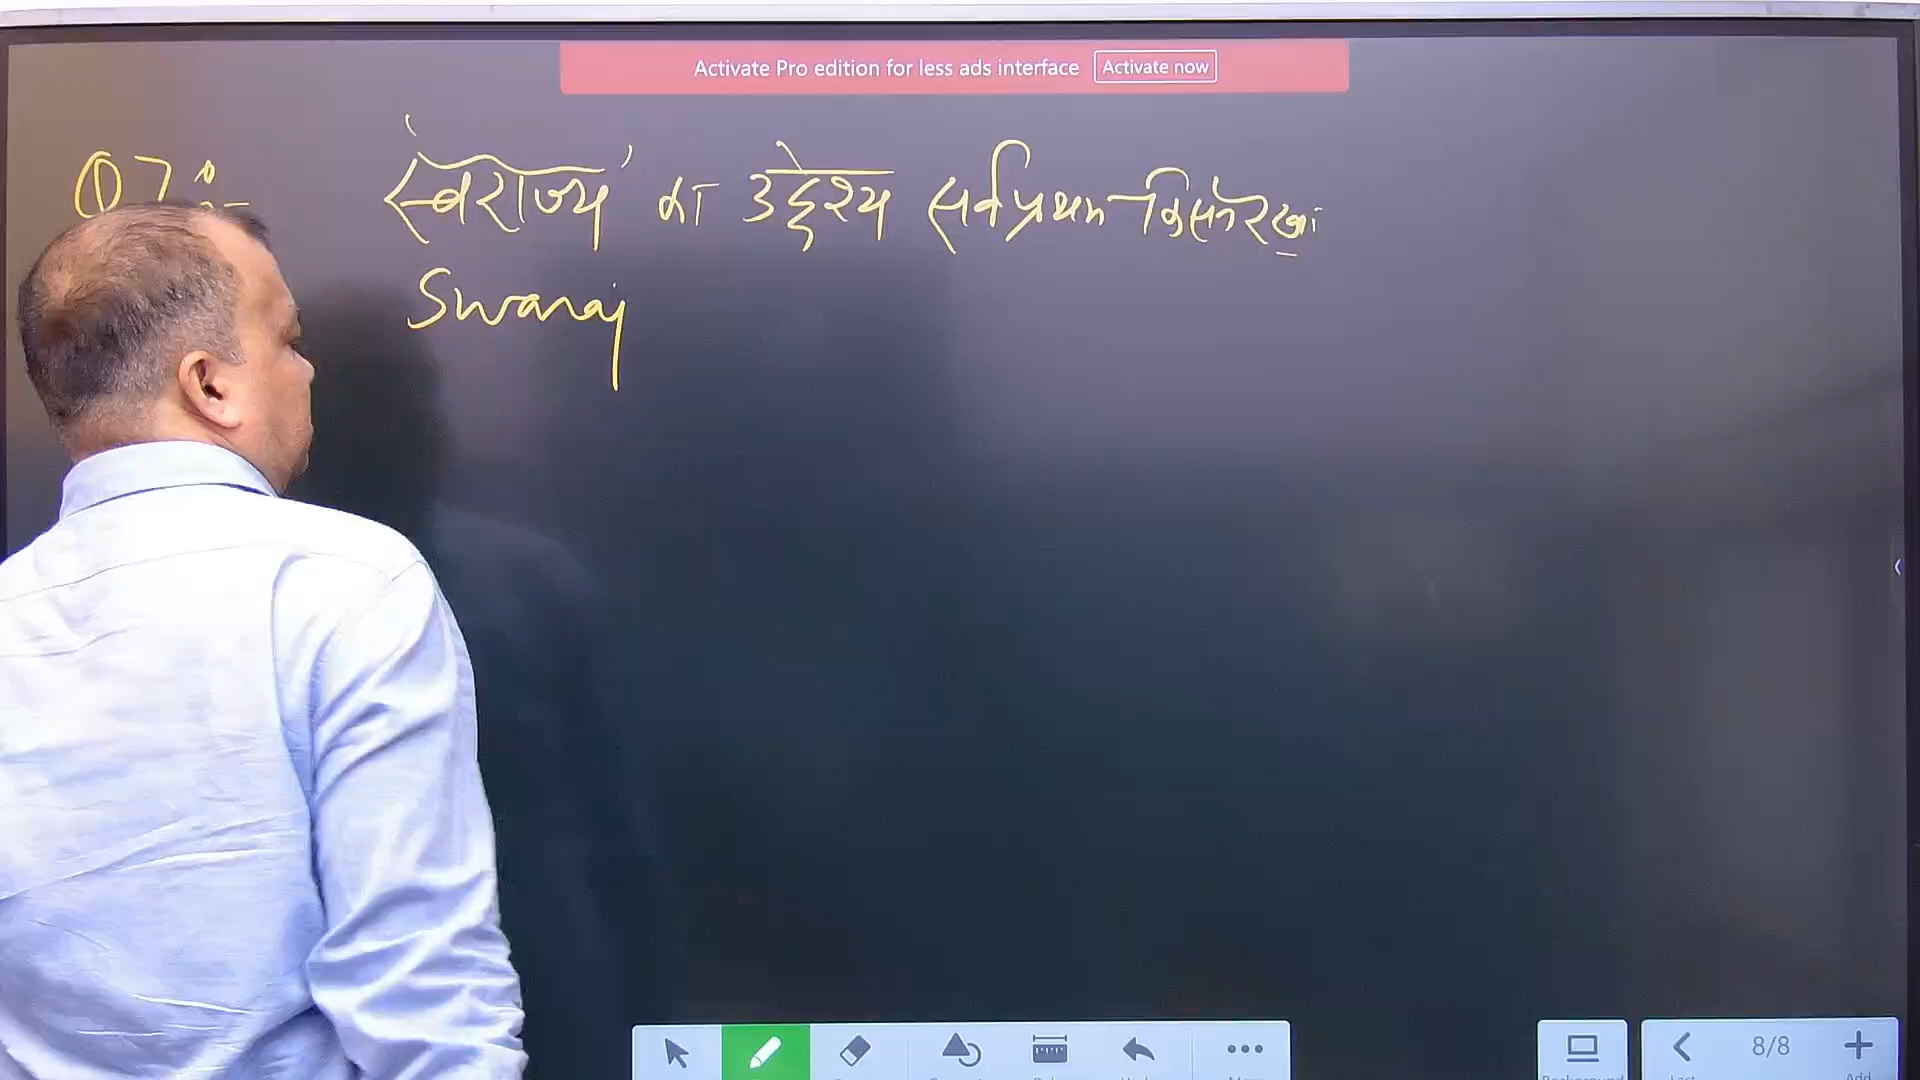 Activate Pro edition for less ads interface Activate now
Q7:- 'स्वराज्य' का उद्देश्य सर्वप्रथम किसने रखा
Swaraj
8/8